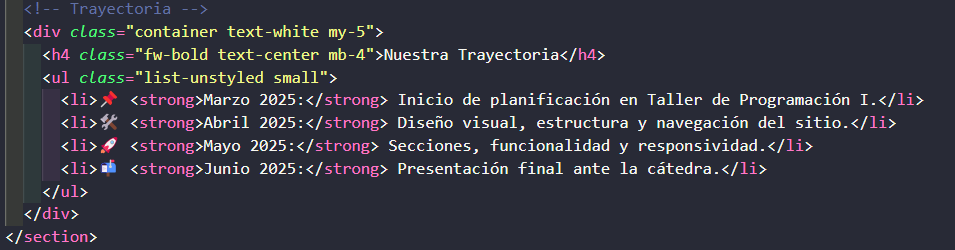 <!-- Trayectoria -->
<div class="container text-white my-5">
<h4 class="fw-bold text-center mb-4">Nuestra Trayectoria</h4>
<ul class="list-unstyled small">
<li>📌 <strong>Marzo 2025:</strong> Inicio de planificación en Taller de Programación I.</li>
<li>🛠️ <strong>Abril 2025:</strong> Diseño visual, estructura y navegación del sitio.</li>
<li>🚀 <strong>Mayo 2025:</strong> Secciones, funcionalidad y responsividad.</li>
<li>📬 <strong>Junio 2025:</strong> Presentación final ante la cátedra.</li>
</ul>
</div>
</section>